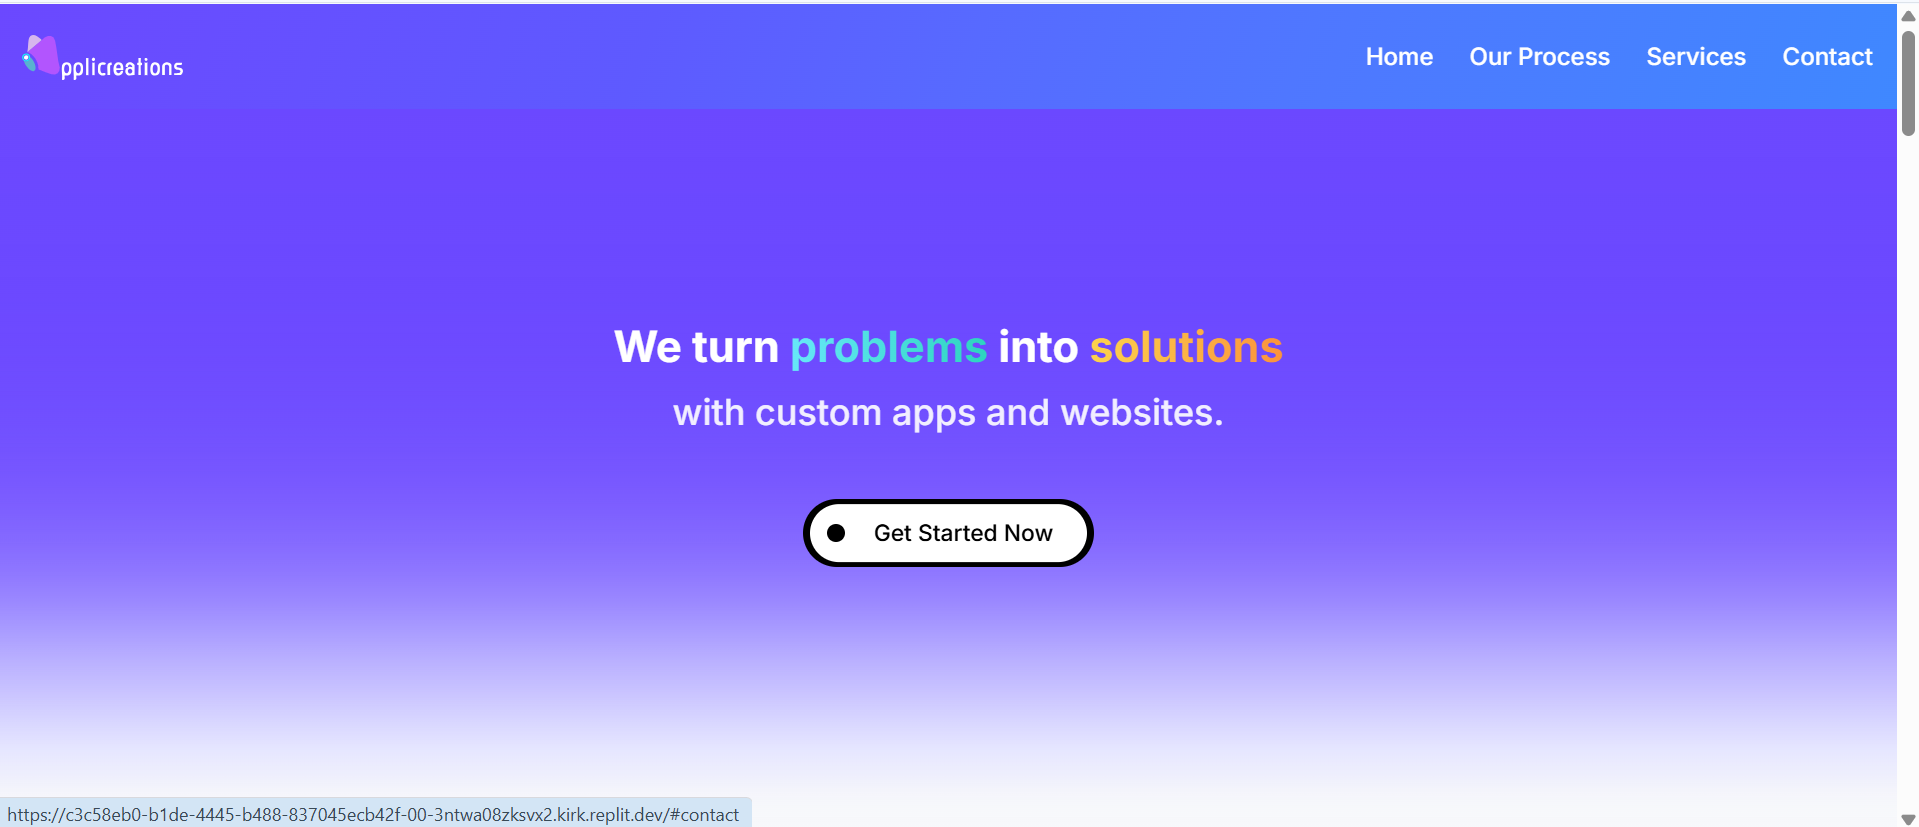 pplicreations
Home Our Process Services Contact
We turn problems into solutions
with custom apps and websites.
Get Started Now
https://c3c58eb0-b1de-4445-b488-837045ecb42f-00-3ntwa08zksvx2.kirk.replit.dev/#contact